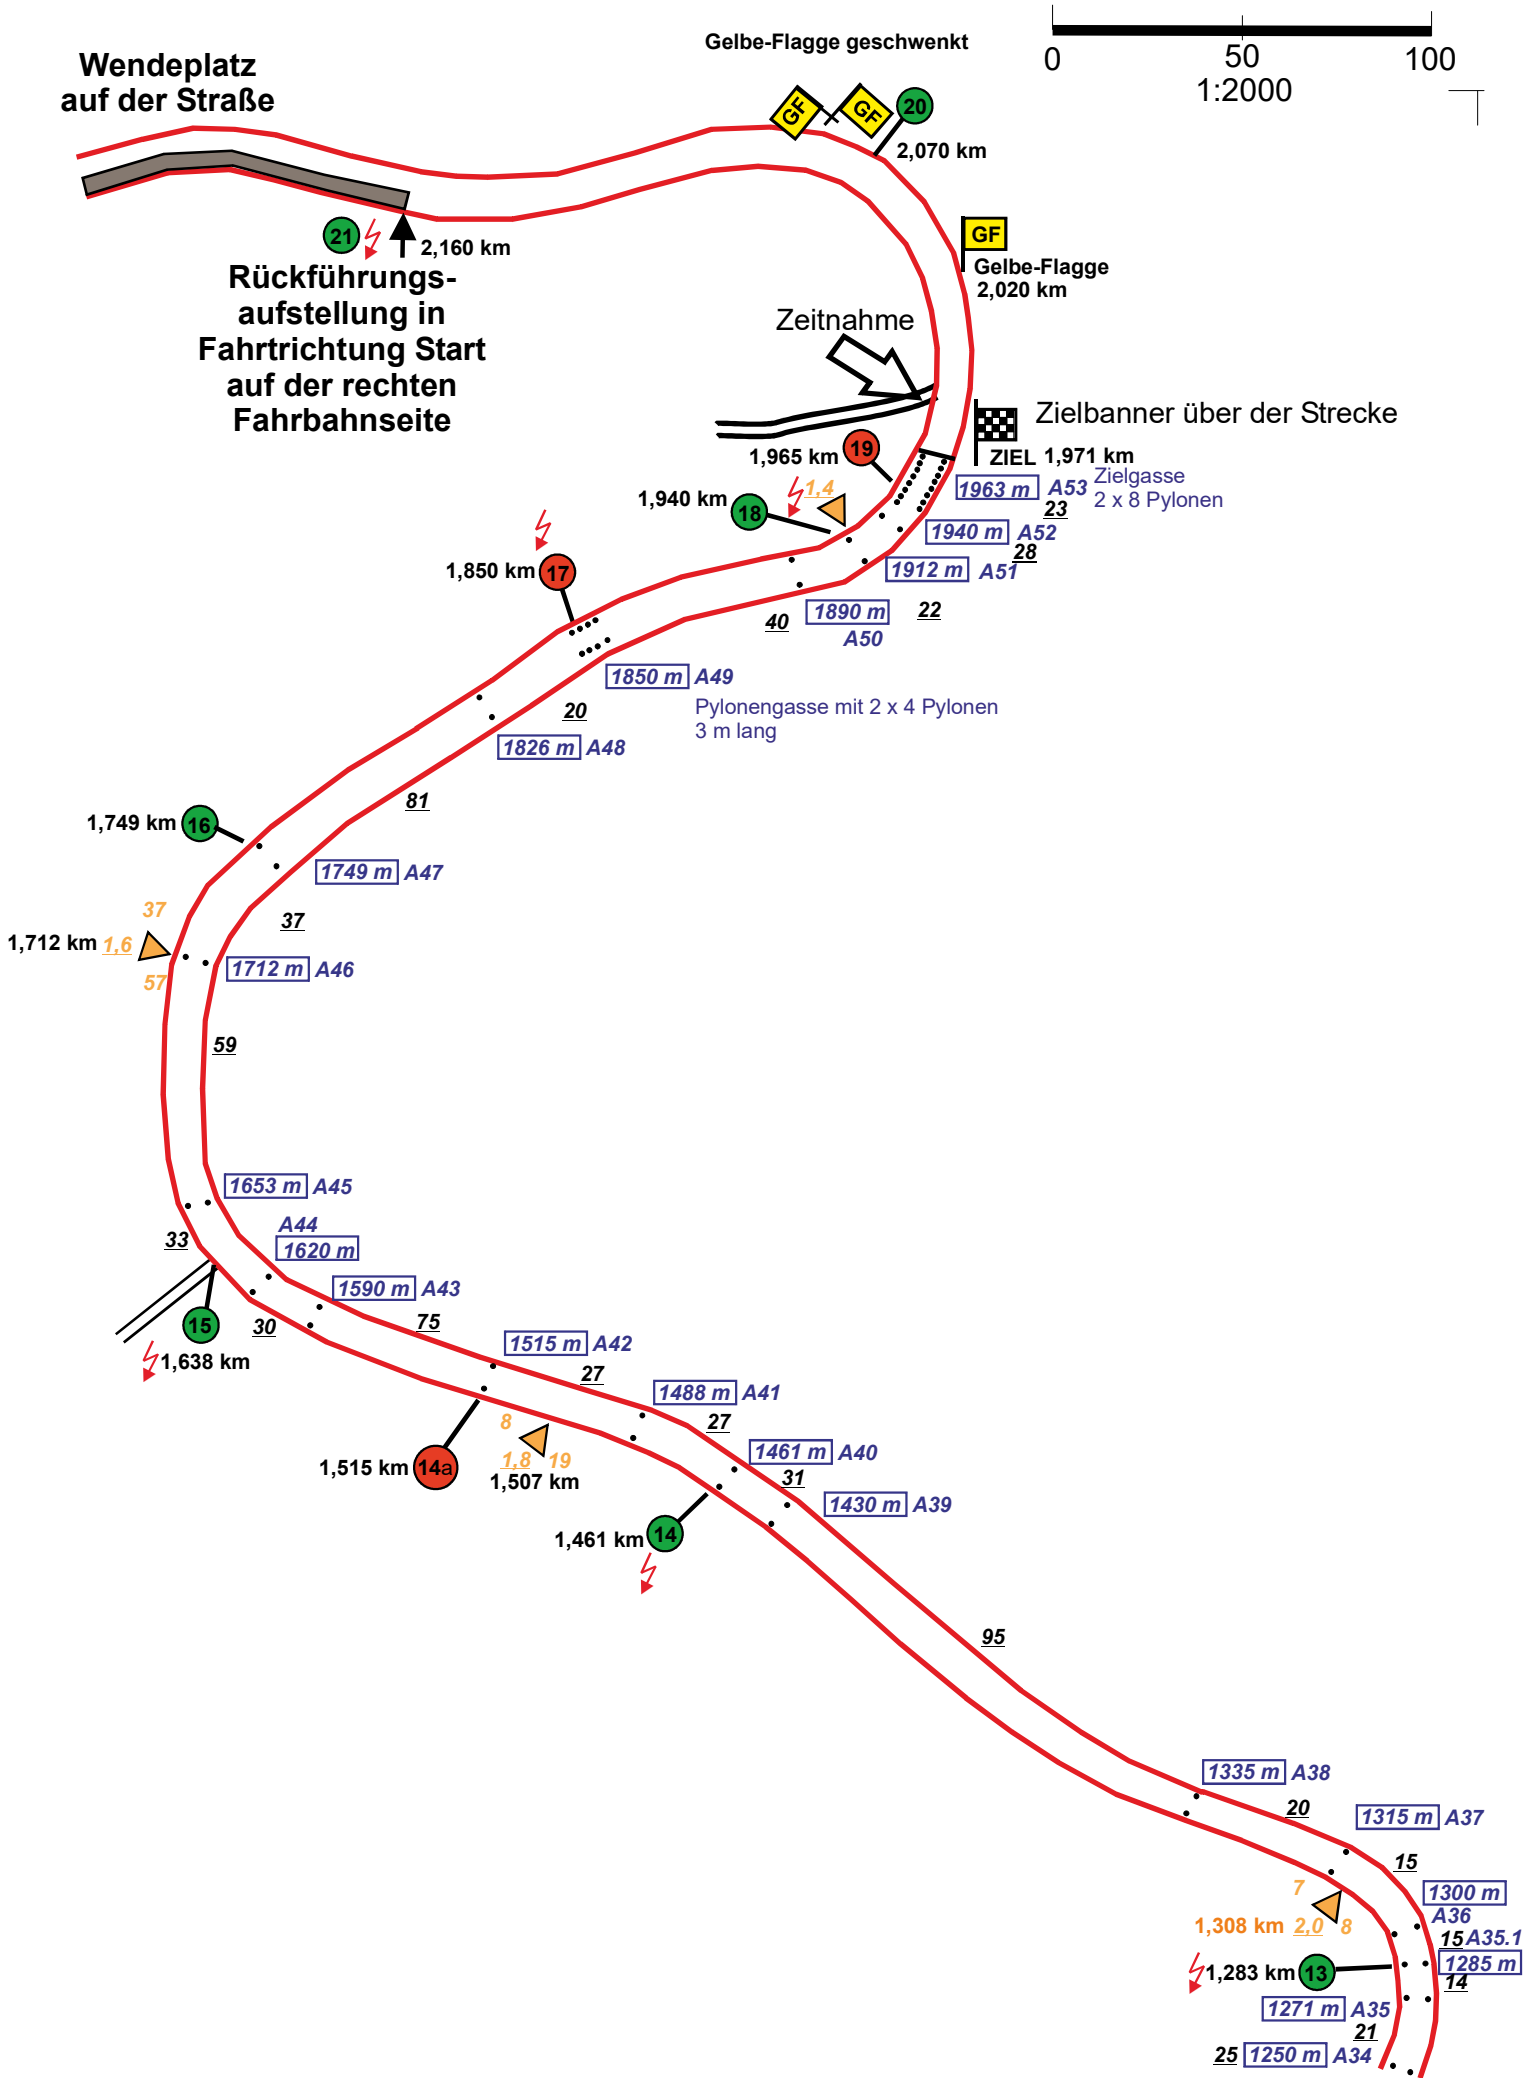 Gelbe-Flagge geschwenkt
0
50
100
1:2000
Wendeplatz
auf der Straße
GF
GF
20
2,070 km
21
2,160 km
Rückführungs-
aufstellung in
Fahrtrichtung Start
auf der rechten
Fahrbahnseite
GF
Gelbe-Flagge
2,020 km
Zeitnahme
Zielbanner über der Strecke
ZIEL 1,971 km
1,965 km 19
1963 m A53
Zielgasse
2 x 8 Pylonen
23
1,4
1,940 km 18
1940 m A52
28
1912 m A51
22
1,850 km 17
40
1890 m
A50
1850 m A49
Pylonengasse mit 2 x 4 Pylonen
3 m lang
20
1826 m A48
81
1,749 km 16
1749 m A47
37
37
1,712 km 1,6
57
1712 m A46
59
1653 m A45
33
A44
1620 m
1590 m A43
15
1,638 km
30
75
1515 m A42
27
1488 m A41
27
8
1,8 19
1,507 km
1,515 km 14a
1461 m A40
31
1430 m A39
1,461 km 14
95
1335 m A38
20
1315 m A37
15
7
1,308 km 2,0 8
1300 m
A36
15 A35.1
1285 m
14
1,283 km 13
1271 m A35
21
25 1250 m A34